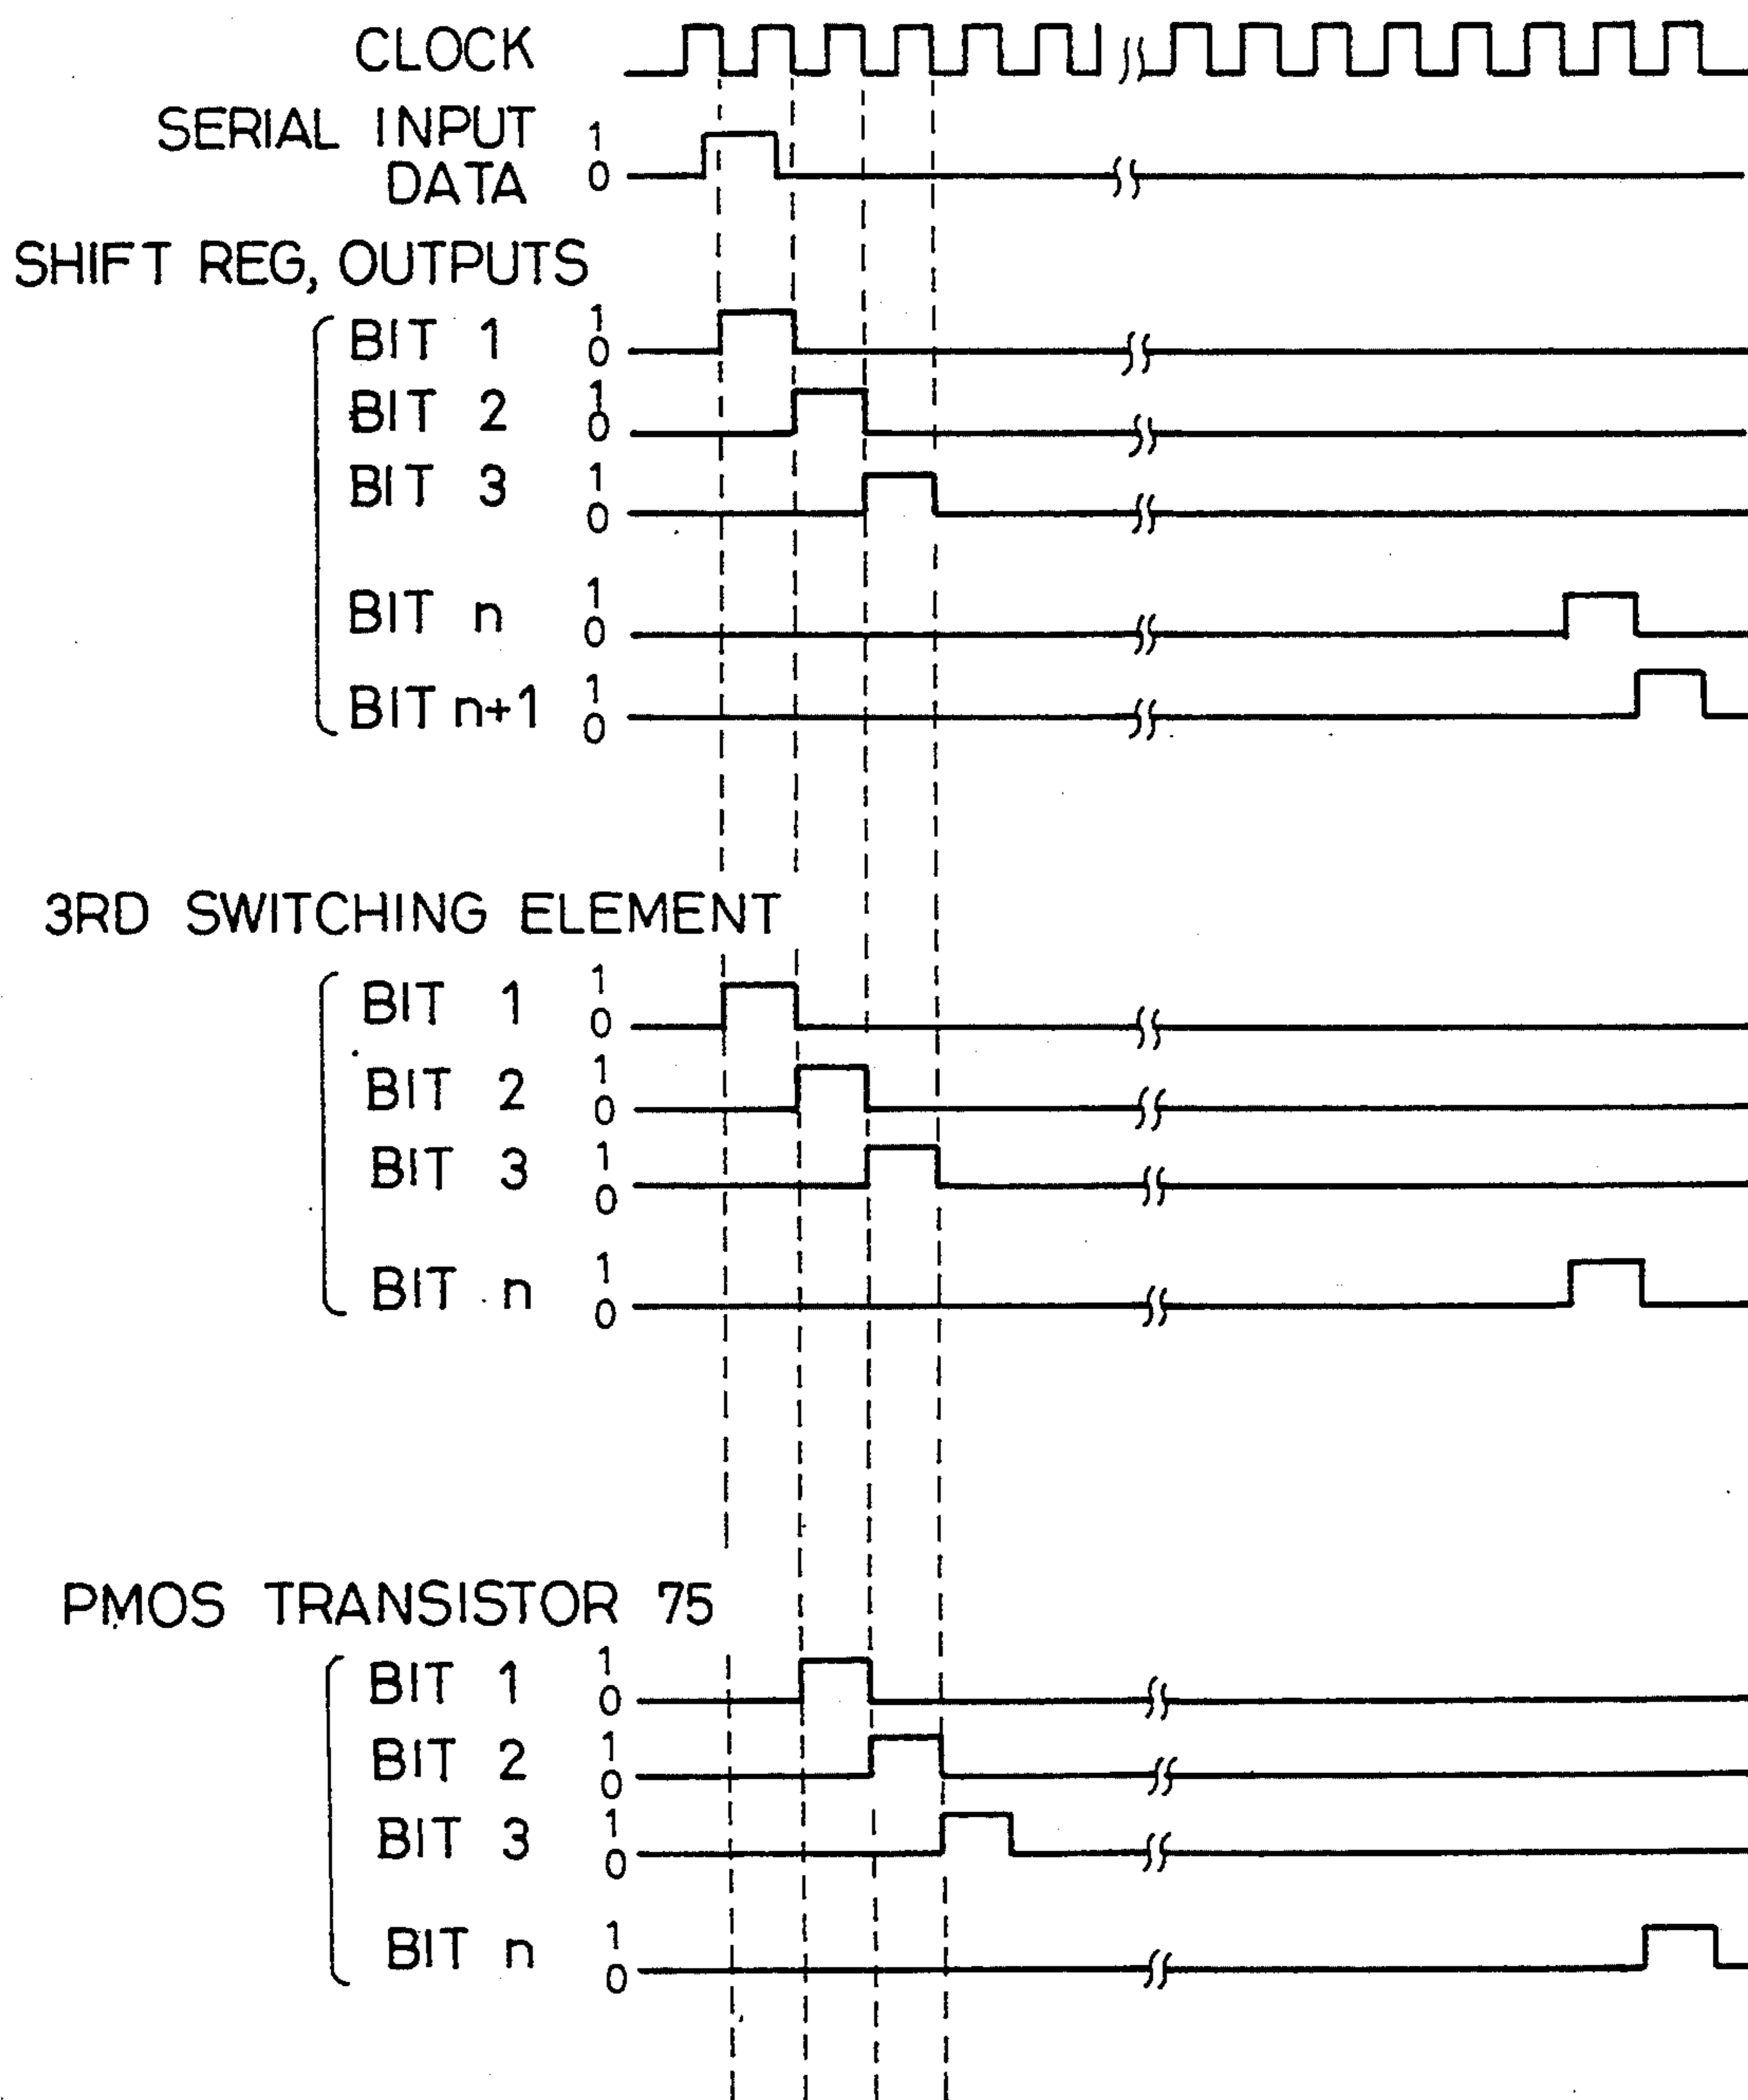 CLOCK
SERIAL INPUT 1
DATA 0
SHIFT REG, OUTPUTS
BIT 1 1 0
BIT 2 1 0
BIT 3 1 0
BIT n 1 0
BIT n+1 1 0
3RD SWITCHING ELEMENT
BIT 1 1 0
BIT 2 1 0
BIT 3 1 0
BIT n 1 0
PMOS TRANSISTOR 75
BIT 1 1 0
BIT 2 1 0
BIT 3 1 0
BIT n 1 0